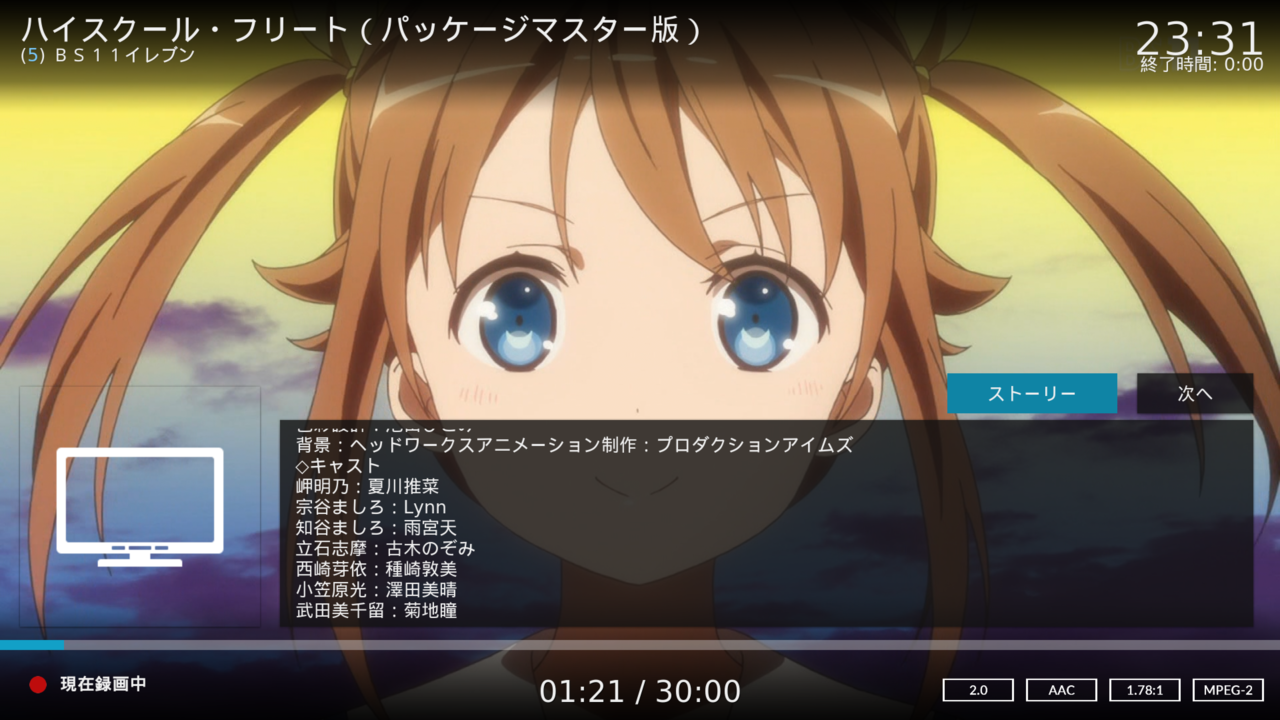 ハイスクール・フリート（パッケージマスター版）
(5) ＢＳ１１イレブン
23:31
終了時間: 0:00
ストーリー
次へ
背景：ヘッドワークスアニメーション制作：プロダクションアイムズ
◇キャスト
岬明乃：夏川推菜
宗谷ましろ：Lynn
知谷ましろ：雨宮天
立石志摩：古木のぞみ
西崎芽依：種崎敦美
小笠原光：澤田美晴
武田美千留：菊地瞳
現在録画中
01:21 / 30:00
2.0
AAC
1.78:1
MPEG-2